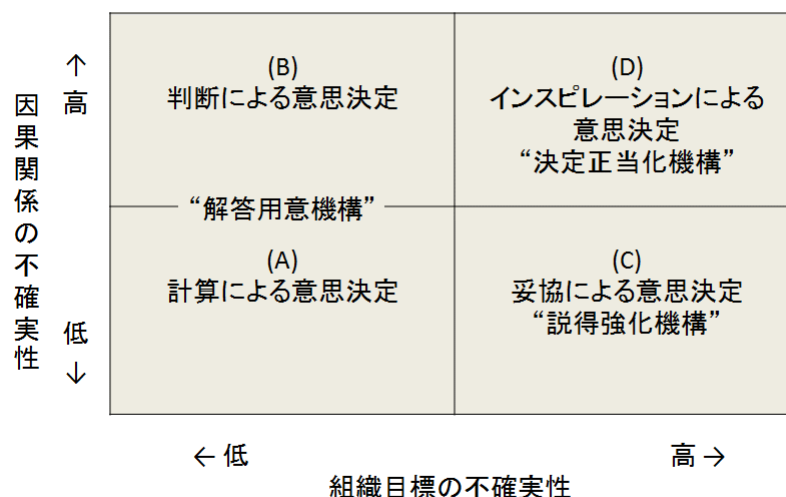 因果関係の不確実性
↑
高
低
↓
(B)
判断による意思決定
(D)
インスピレーションによる
意思決定
“決定正当化機構”
“解答用意機構”
(A)
計算による意思決定
(C)
妥協による意思決定
“説得強化機構”
← 低
高 →
組織目標の不確実性